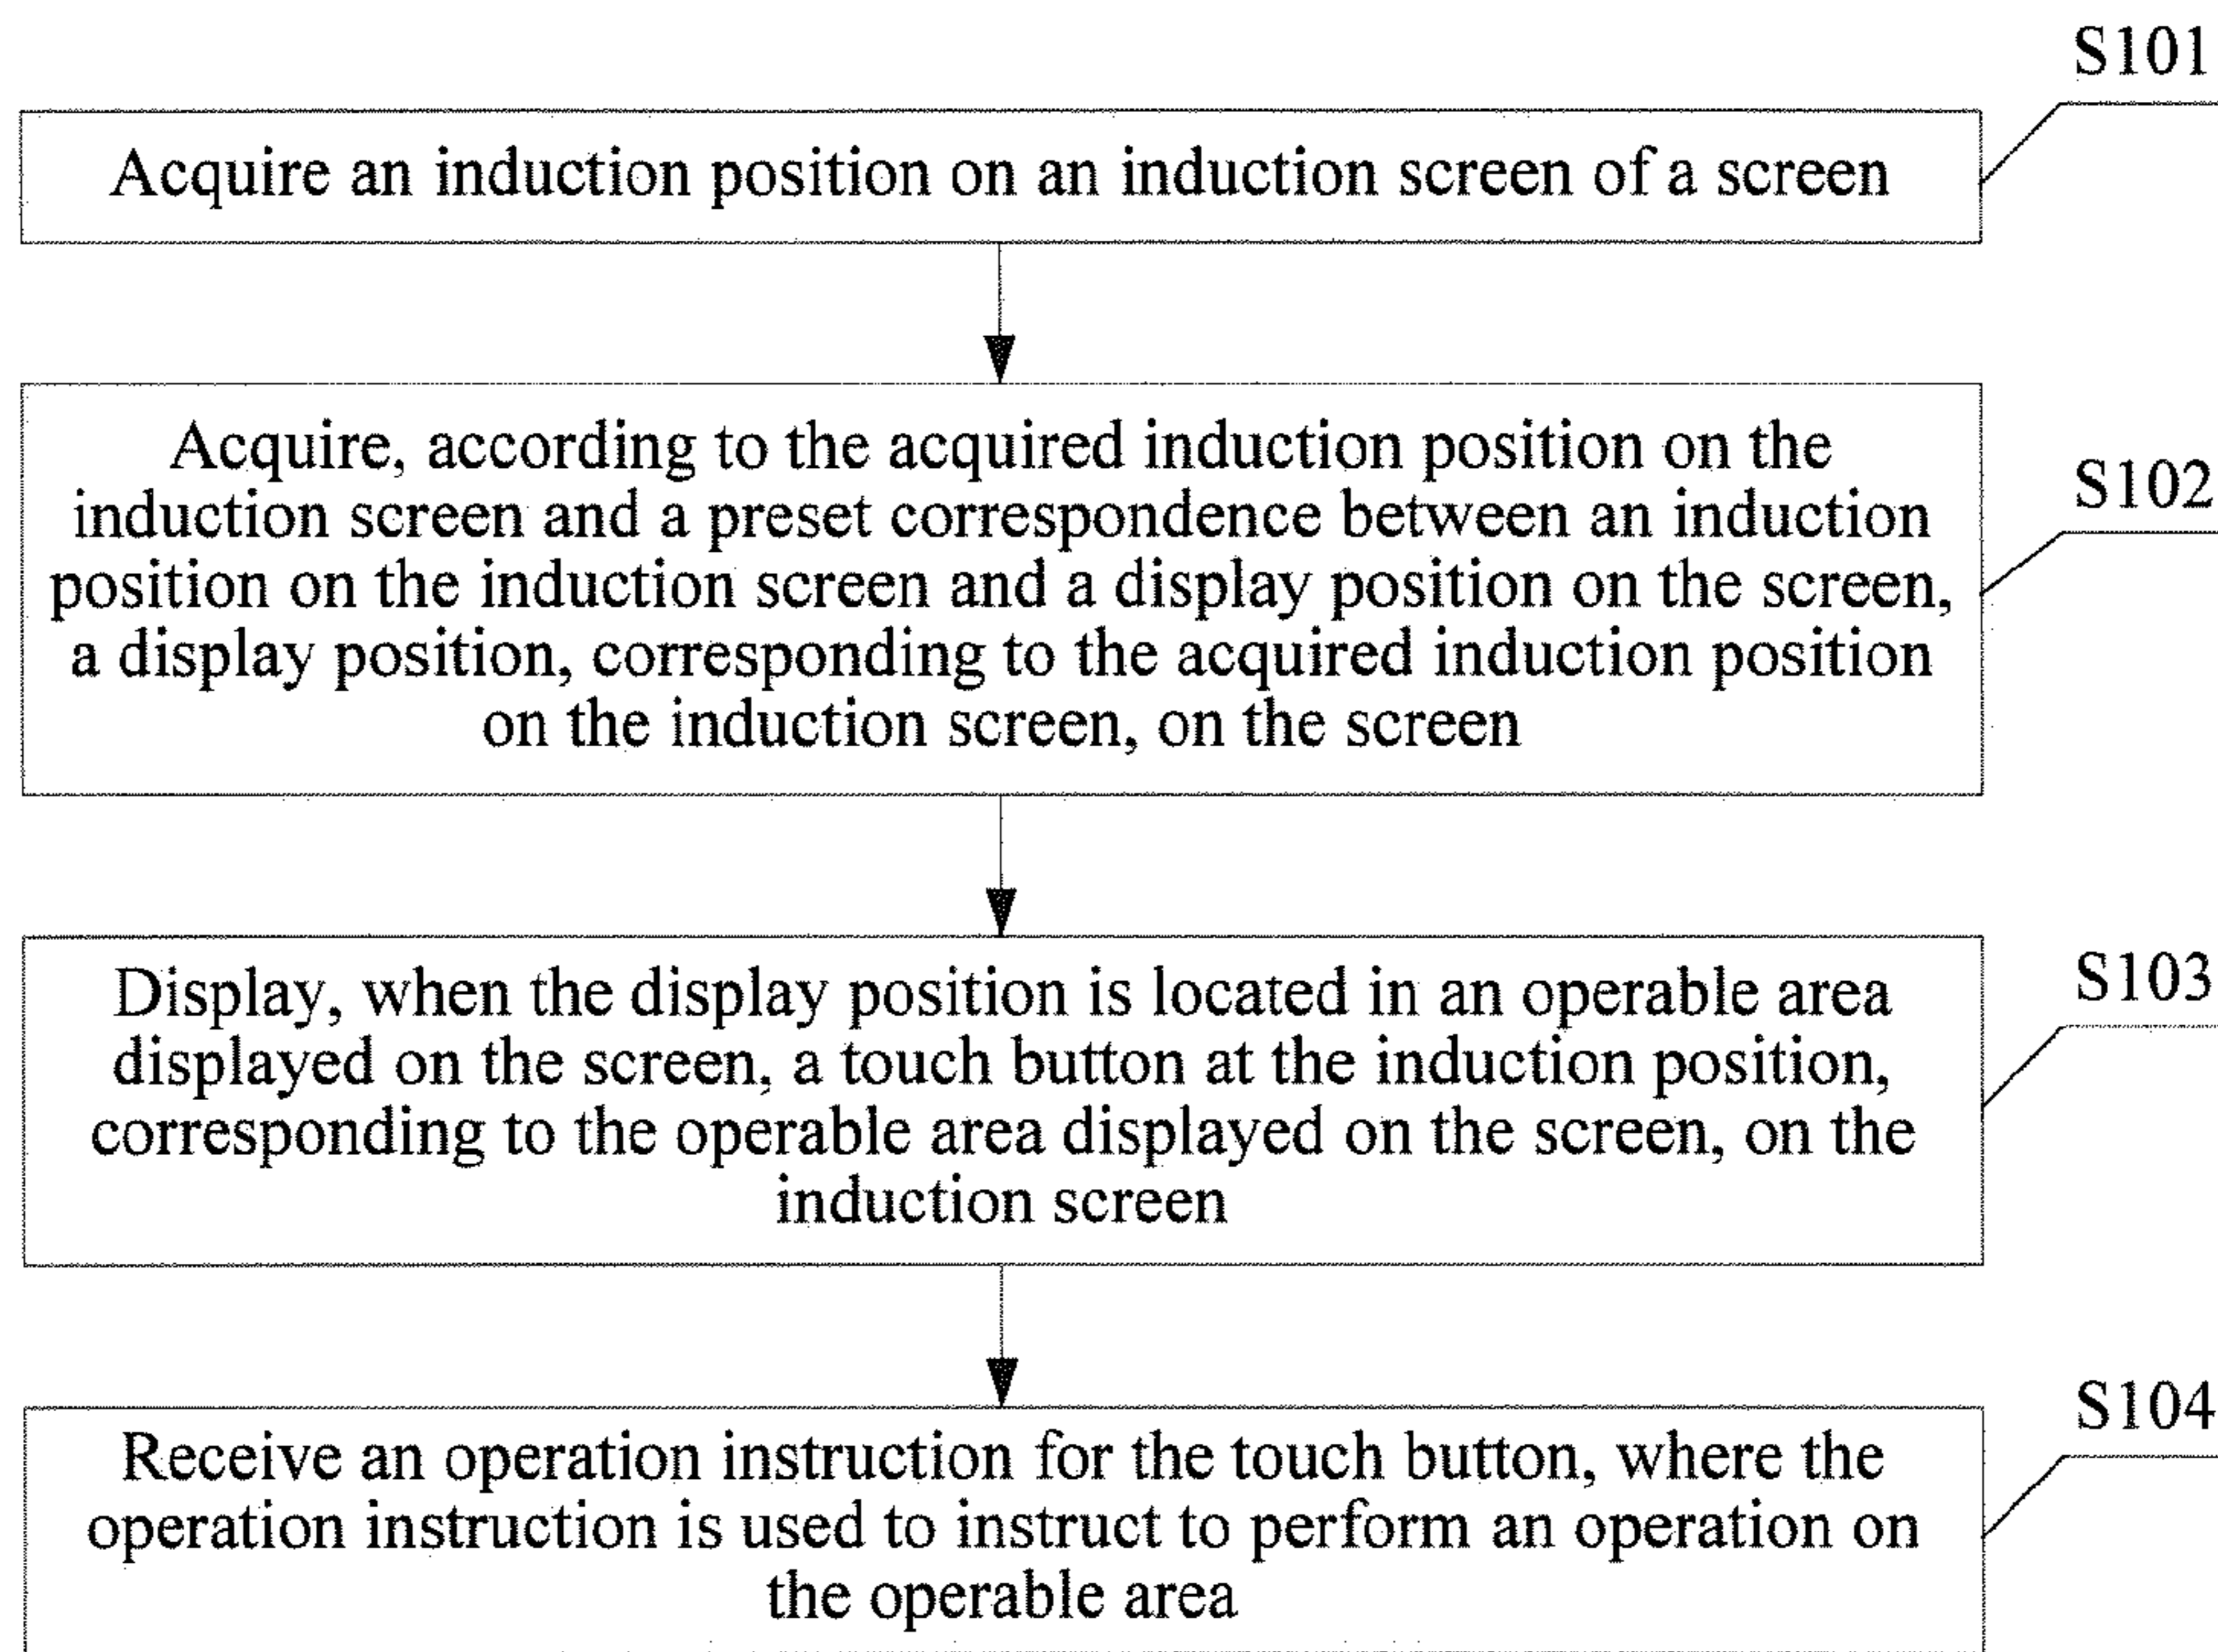 S101
Acquire an induction position on an induction screen of a screen
Acquire, according to the acquired induction position on the
induction screen and a preset correspondence between an induction
position on the induction screen and a display position on the screen,
a display position, corresponding to the acquired induction position
on the induction screen, on the screen
S102
Display, when the display position is located in an operable area
displayed on the screen, a touch button at the induction position,
corresponding to the operable area displayed on the screen, on the
induction screen
S103
Receive an operation instruction for the touch button, where the
operation instruction is used to instruct to perform an operation on
the operable area
S104